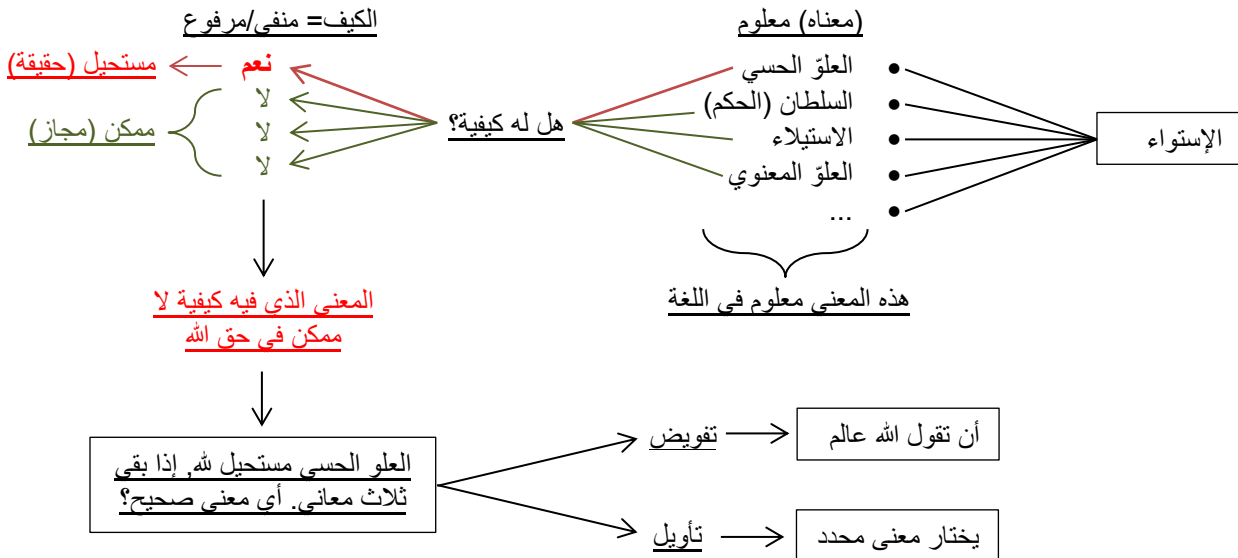 (معناه) معلوم
الكيف= منفي/مرفوع
العلوّ الحسي
نعم
مستحيل (حقيقة)
السلطان (الحكم)
لا
هل له كيفية؟
الإستواء
الاستيلاء
لا
ممكن (مجاز)
العلوّ المعنوي
لا
...
هذه المعنى معلوم في اللغة
المعنى الذي فيه كيفية لا
ممكن في حق الله
أن تقول الله عالم
تفويض
العلو الحسي مستحيل لله, إذا بقي
ثلاث معاني. أي معنى صحيح؟
يختار معنى محدد
تأويل